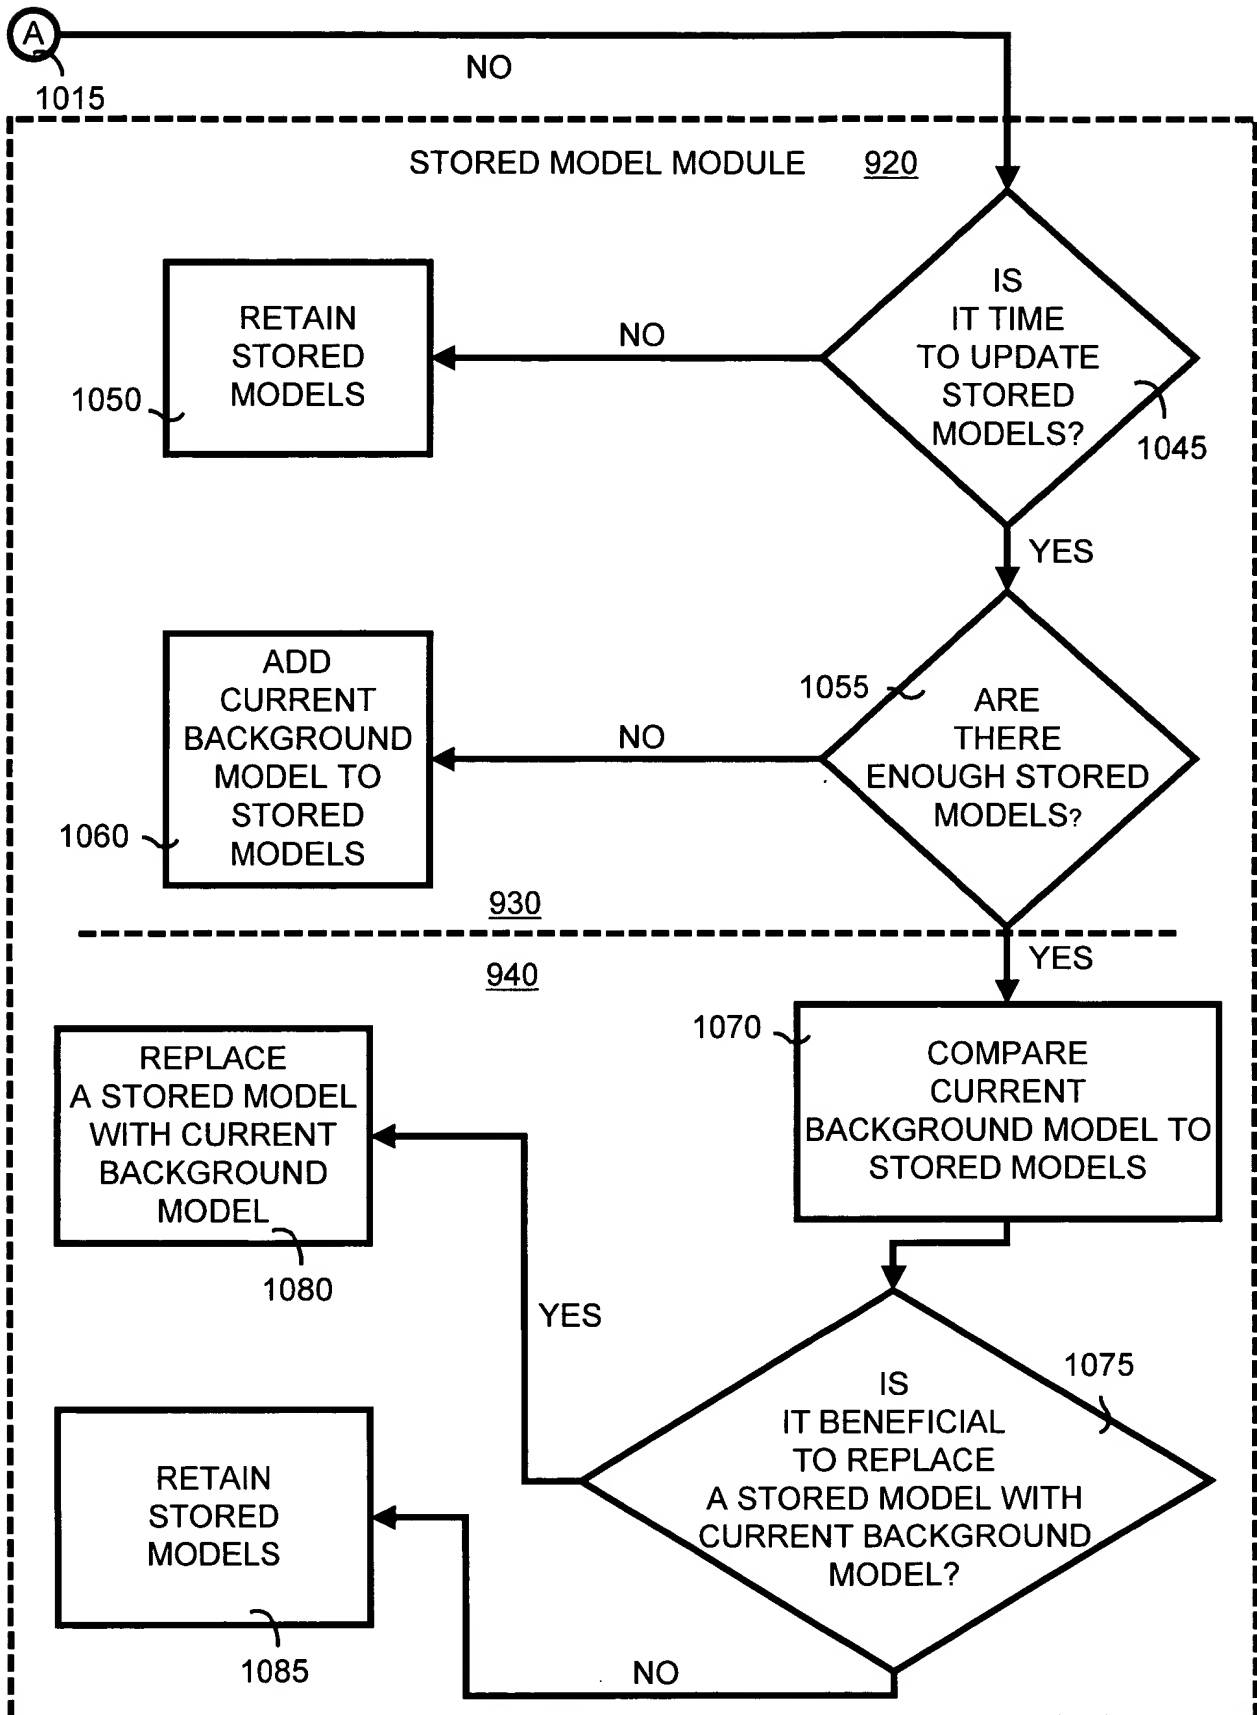 A
NO
1015
STORED MODEL MODULE 920
IS
IT TIME
TO UPDATE
STORED
MODELS?
1045
NO
RETAIN
STORED
MODELS
1050
YES
1055
ARE
THERE
ENOUGH STORED
MODELS?
NO
ADD
CURRENT
BACKGROUND
MODEL TO
STORED
MODELS
1060
930
YES
940
1070
COMPARE
CURRENT
BACKGROUND MODEL TO
STORED MODELS
REPLACE
A STORED MODEL
WITH CURRENT
BACKGROUND
MODEL
1080
YES
1075
IS
IT BENEFICIAL
TO REPLACE
A STORED MODEL WITH
CURRENT BACKGROUND
MODEL?
RETAIN
STORED
MODELS
1085
NO